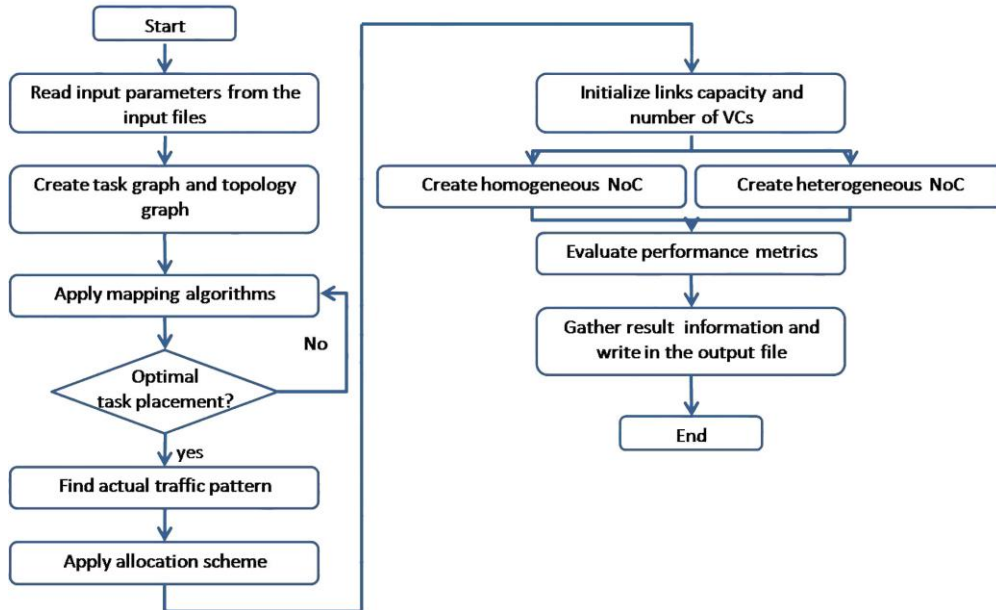 Start
Read input parameters from the
input files
Create task graph and topology
graph
Apply mapping algorithms
No
Optimal
task placement?
yes
Find actual traffic pattern
Apply allocation scheme
Initialize links capacity and
number of VCs
Create homogeneous NoC
Create heterogeneous NoC
Evaluate performance metrics
Gather result information and
write in the output file
End